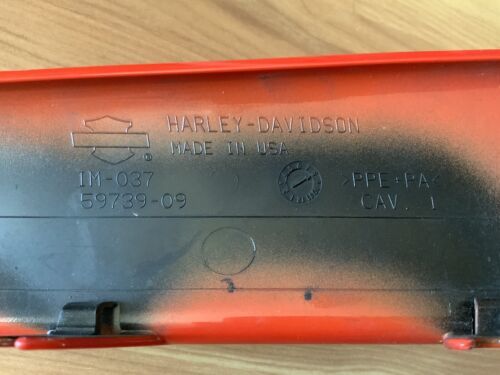 HARLEY-DAVIDSON
MADE IN USA
®
IM-037
59739-09
>PPE+PA<
CAV. 1